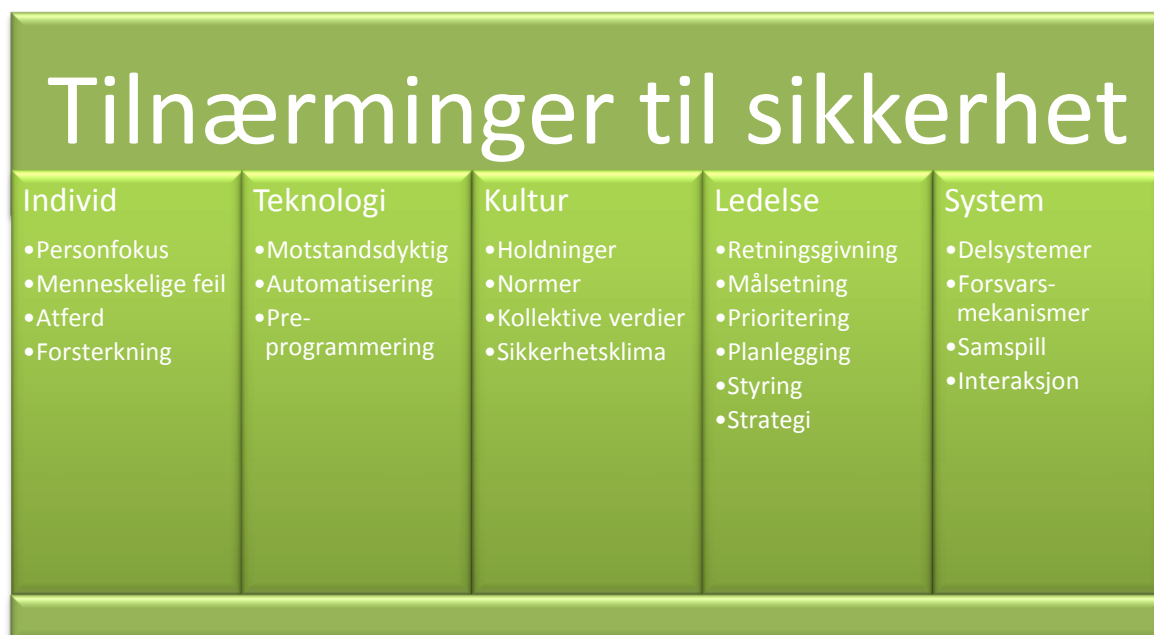 Tilnærminger til sikkerhet
Individ
•Personfokus
•Menneskelige feil
•Atferd
•Forsterkning
Teknologi
•Motstandsdyktig
•Automatisering
•Pre-
programmering
Kultur
•Holdninger
•Normer
•Kollektive verdier
•Sikkerhetsklima
Ledelse
•Retningsgivning
•Målsetning
•Prioritering
•Planlegging
•Styring
•Strategi
System
•Delsystemer
•Forsvars-
mekanismer
•Samspill
•Interaksjon